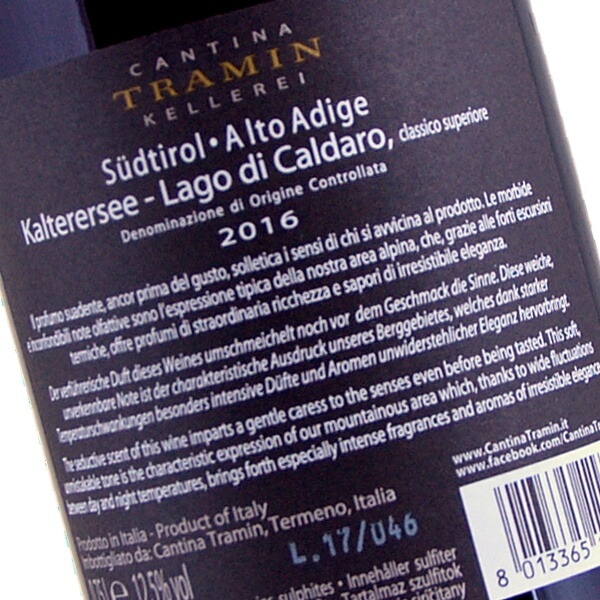 CANTINA
TRAMIN
KELLEREI
Südtirol • Alto Adige
Kalterersee - Lago di Caldaro, classico superiore
Denominazione di Origine Controllata
2016
Il profumo suadente, ancor prima del gusto, solletica i sensi di chi si avvicina al prodotto. Le morbide
e inconfondibili note olfattive sono l'espressione tipica della nostra area alpina, che, grazie alle forti escursioni
termiche, offre profumi di straordinaria ricchezza e sapori di irresistibile eleganza.
Der verführerische Duft dieses Weines umschmeichelt noch vor dem Geschmack die Sinne. Diese weiche,
unverkennbare Note ist der charakteristische Ausdruck unseres Berggebietes, welches dank starker
Temperaturschwankungen besonders intensive Düfte und Aromen unwiderstehlicher Eleganz hervorbringt.
The seductive scent of this wine imparts a gentle caress to the senses even before being tasted. This soft,
unmistakable tone is the characteristic expression of our mountainous area which, thanks to wide fluctuations
between day and night temperatures, brings forth especially intense fragrances and aromas of irresistible elegance.
www.CantinaTramin.it
www.facebook.com/CantinaTr
Prodotto in Italia - Product of Italy
Imbottigliato da: Cantina Tramin, Termeno, Italia
L.17/046
,75l e 12,5% vol
sulphites • Innehåller sulfiter
Tartalmaz szulfitok
8 013365